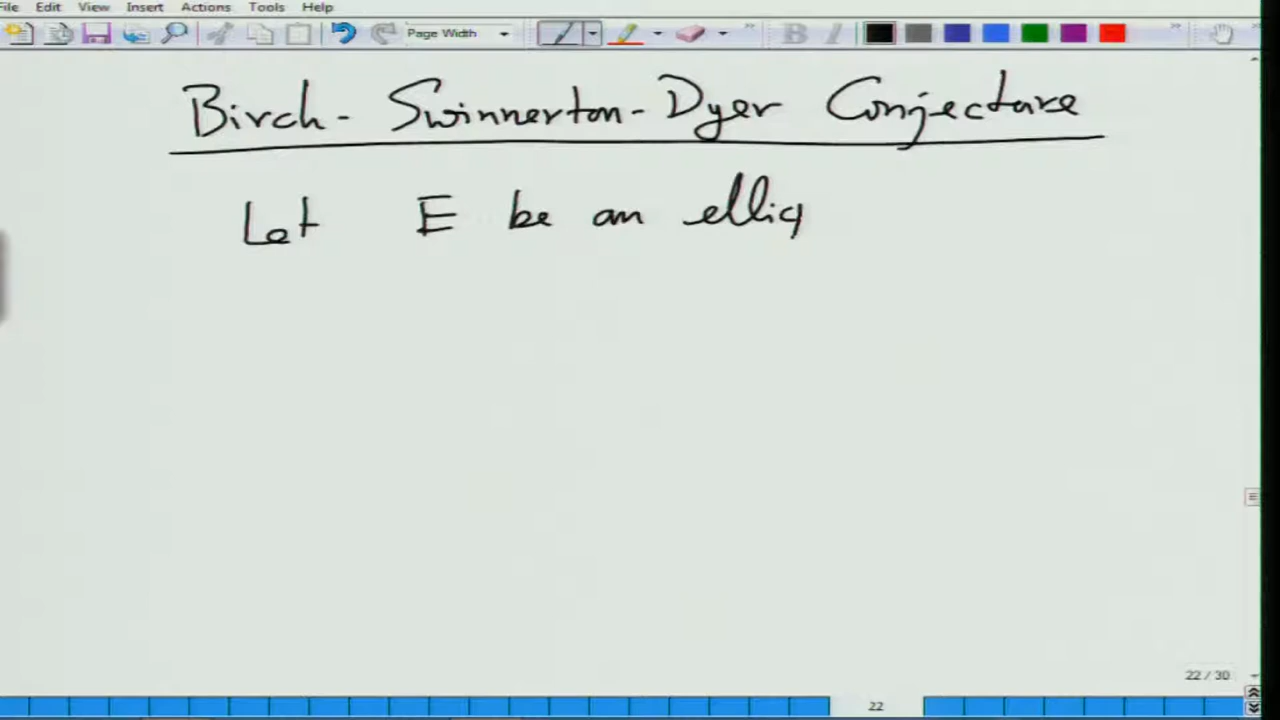 File Edit View Insert Actions Tools Help
Page Width
Birch- Swinnerton-Dyer Conjecture
Let E be an ellip
22 / 30
22